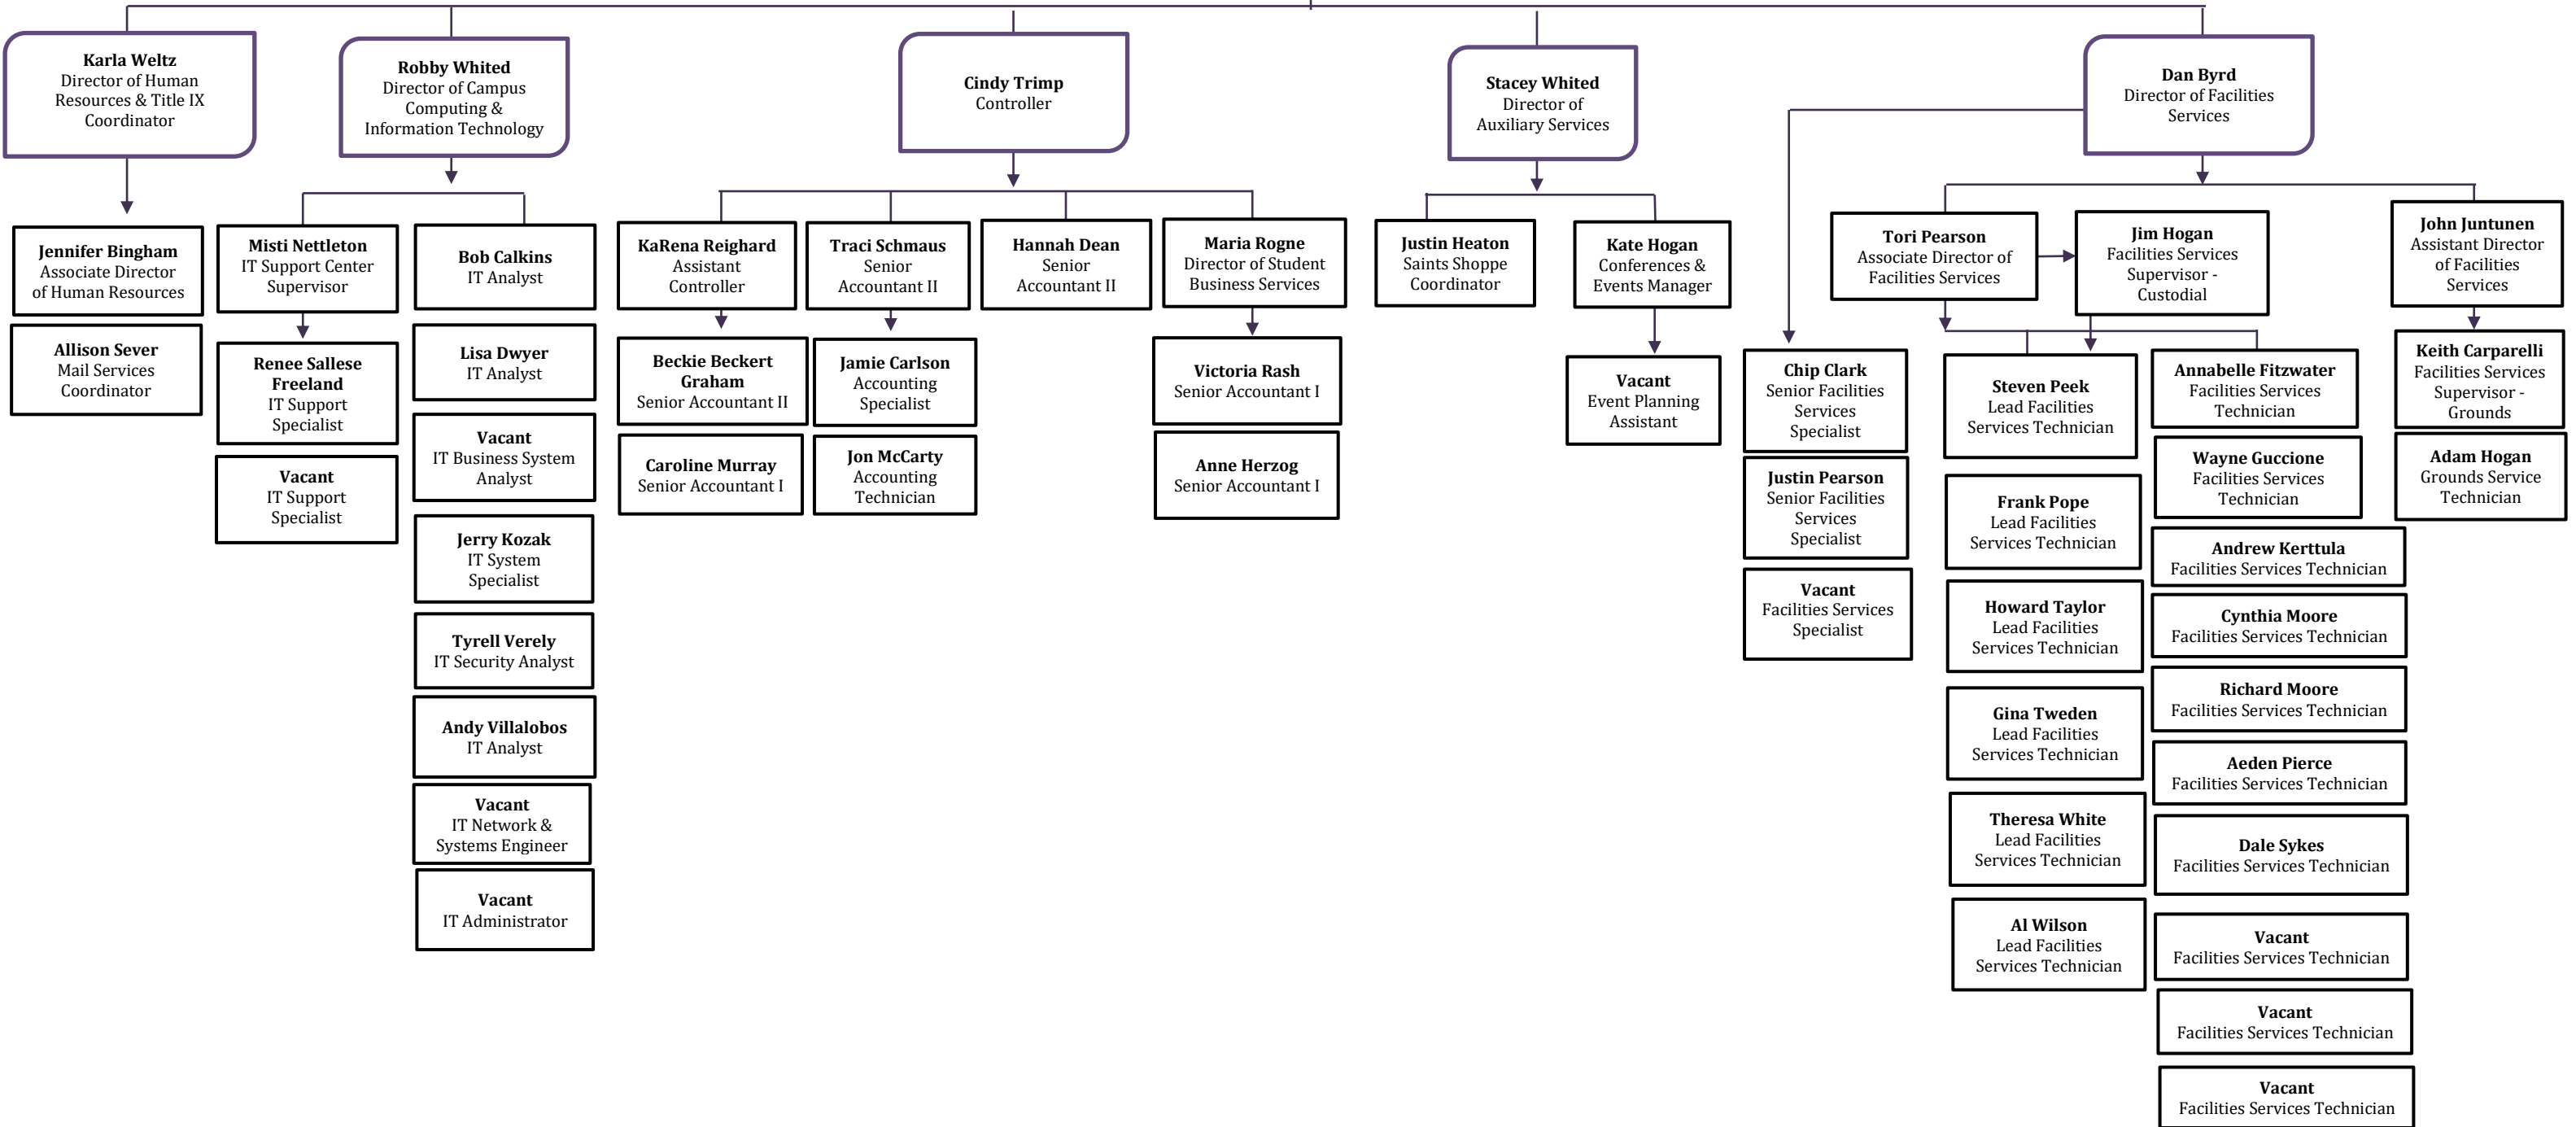 Karla Weltz
Director of Human
Resources & Title IX
Coordinator
Robby Whited
Director of Campus
Computing &
Information Technology
Cindy Trimp
Controller
Stacey Whited
Director of
Auxiliary Services
Dan Byrd
Director of Facilities
Services
Jennifer Bingham
Associate Director
of Human Resources
Allison Sever
Mail Services
Coordinator
Misti Nettleton
IT Support Center
Supervisor
Renee Sallese
Freeland
IT Support
Specialist
Vacant
IT Support
Specialist
Bob Calkins
IT Analyst
Lisa Dwyer
IT Analyst
Vacant
IT Business System
Analyst
Jerry Kozak
IT System
Specialist
Tyrell Verely
IT Security Analyst
Andy Villalobos
IT Analyst
Vacant
IT Network &
Systems Engineer
Vacant
IT Administrator
KaRena Reighard
Assistant
Controller
Beckie Beckert
Graham
Senior Accountant II
Caroline Murray
Senior Accountant I
Traci Schmaus
Senior
Accountant II
Jamie Carlson
Accounting
Specialist
Jon McCarty
Accounting
Technician
Hannah Dean
Senior
Accountant II
Maria Rogne
Director of Student
Business Services
Victoria Rash
Senior Accountant I
Anne Herzog
Senior Accountant I
Justin Heaton
Saints Shoppe
Coordinator
Kate Hogan
Conferences &
Events Manager
Vacant
Event Planning
Assistant
Chip Clark
Senior Facilities
Services
Specialist
Justin Pearson
Senior Facilities
Services
Specialist
Vacant
Facilities Services
Specialist
Tori Pearson
Associate Director of
Facilities Services
Jim Hogan
Facilities Services
Supervisor -
Custodial
Steven Peek
Lead Facilities
Services Technician
Frank Pope
Lead Facilities
Services Technician
Howard Taylor
Lead Facilities
Services Technician
Gina Tweden
Lead Facilities
Services Technician
Theresa White
Lead Facilities
Services Technician
Al Wilson
Lead Facilities
Services Technician
Annabelle Fitzwater
Facilities Services
Technician
Wayne Guccione
Facilities Services
Technician
Andrew Kerttula
Facilities Services Technician
Cynthia Moore
Facilities Services Technician
Richard Moore
Facilities Services Technician
Aeden Pierce
Facilities Services Technician
Dale Sykes
Facilities Services Technician
Vacant
Facilities Services Technician
Vacant
Facilities Services Technician
Vacant
Facilities Services Technician
John Juntunen
Assistant Director
of Facilities
Services
Keith Carparelli
Facilities Services
Supervisor -
Grounds
Adam Hogan
Grounds Service
Technician